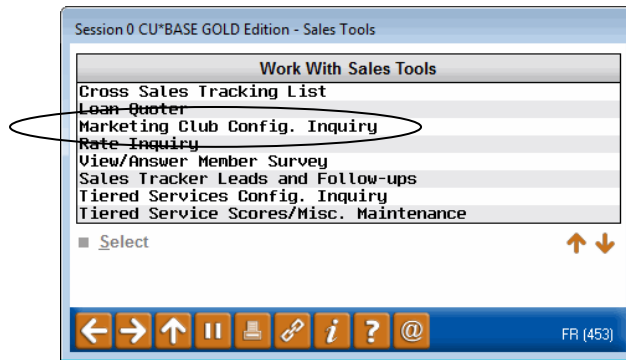 Session 0 CU*BASE GOLD Edition - Sales Tools
Work With Sales Tools
Cross Sales Tracking List
Loan Quoter
Marketing Club Config. Inquiry
Rate Inquiry
View/Answer Member Survey
Sales Tracker Leads and Follow-ups
Tiered Services Config. Inquiry
Tiered Service Scores/Misc. Maintenance
Select
i ? @
FR (453)